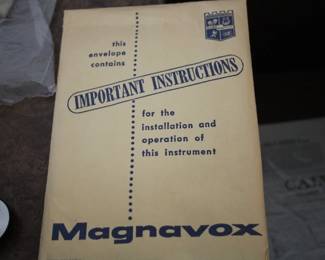 this
envelope
contains
IMPORTANT INSTRUCTIONS
for the
installation and
operation of
this instrument
Magnavox